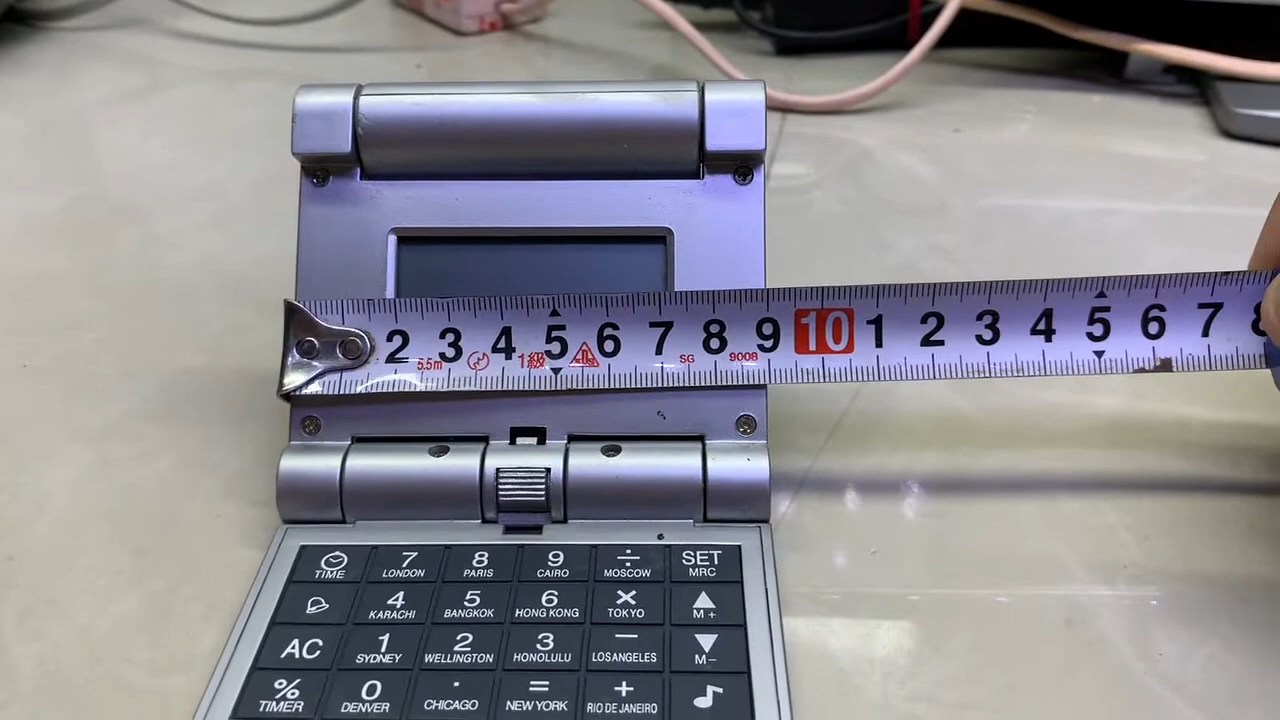 2 3 4 5 6 7 8 9 10 1 2 3 4 5 6 7 8
5.5m 1級 SG 9008
TIME 7 LONDON 8 PARIS 9 CAIRO ÷ MOSCOW SET MRC
4 KARACHI 5 BANGKOK 6 HONG KONG × TOKYO ▲ M+
AC 1 SYDNEY 2 WELLINGTON 3 HONOLULU − LOS ANGELES ▼ M−
% TIMER 0 DENVER . CHICAGO = NEW YORK + RIO DE JANEIRO ♪